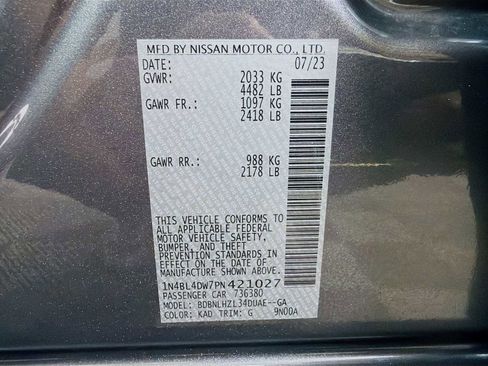 MFD BY NISSAN MOTOR CO., LTD.
DATE: 07/23
GVWR: 2033 KG
4482 LB
GAWR FR.: 1097 KG
2418 LB
GAWR RR.: 988 KG
2178 LB
THIS VEHICLE CONFORMS TO
ALL APPLICABLE FEDERAL
MOTOR VEHICLE SAFETY,
BUMPER, AND THEFT
PREVENTION STANDARDS
IN EFFECT ON THE DATE OF
MANUFACTURE SHOWN ABOVE.
1N4BL4DW7PN421027
PASSENGER CAR 736380
MODEL: BDBNLHZL34DUAE--GA
COLOR: KAD TRIM: G 9N00A